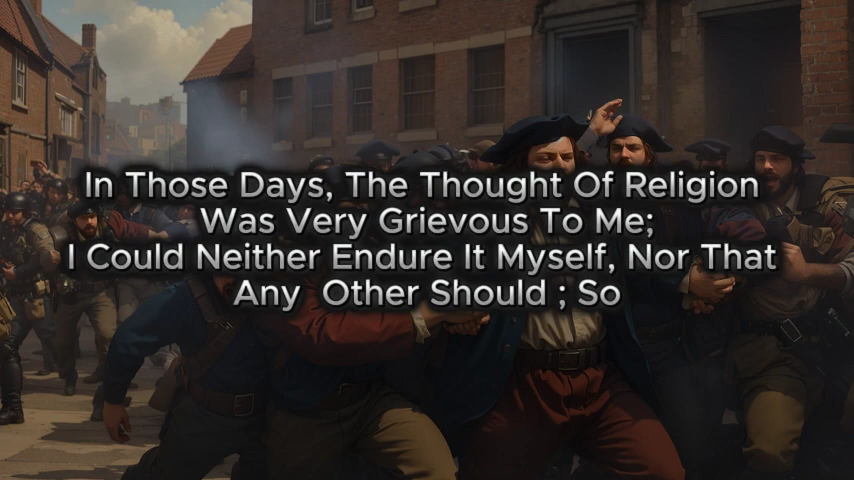 In Those Days, The Thought Of Religion
Was Very Grievous To Me;
I Could Neither Endure It Myself, Nor That
Any  Other Should ; So